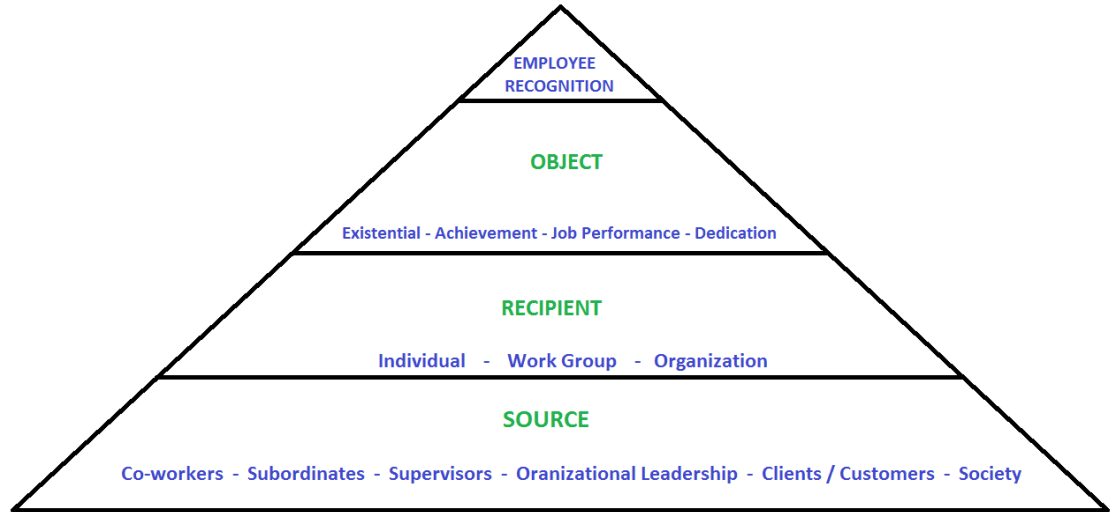 EMPLOYEE
RECOGNITION
OBJECT
Existential - Achievement - Job Performance - Dedication
RECIPIENT
Individual - Work Group - Organization
SOURCE
Co-workers - Subordinates - Supervisors - Oranizational Leadership - Clients / Customers - Society